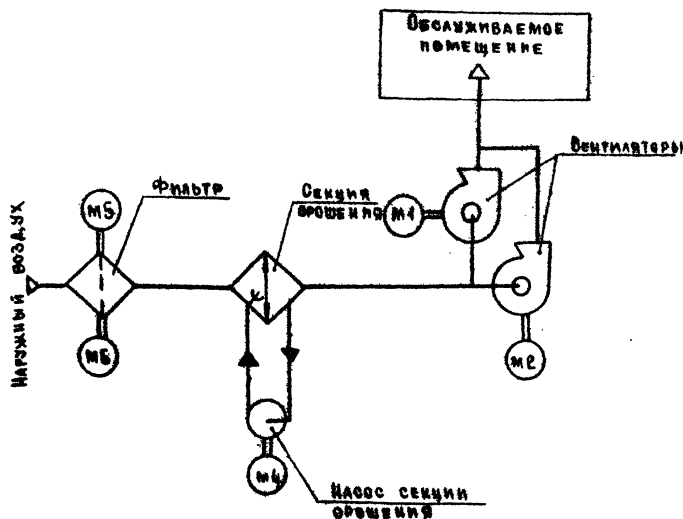 Обслуживаемое
помещение
Вентиляторы
Фильтр
Секция
орошения
М1
М5
Наружный воздух
М6
М2
М4
Насос секции
орошения